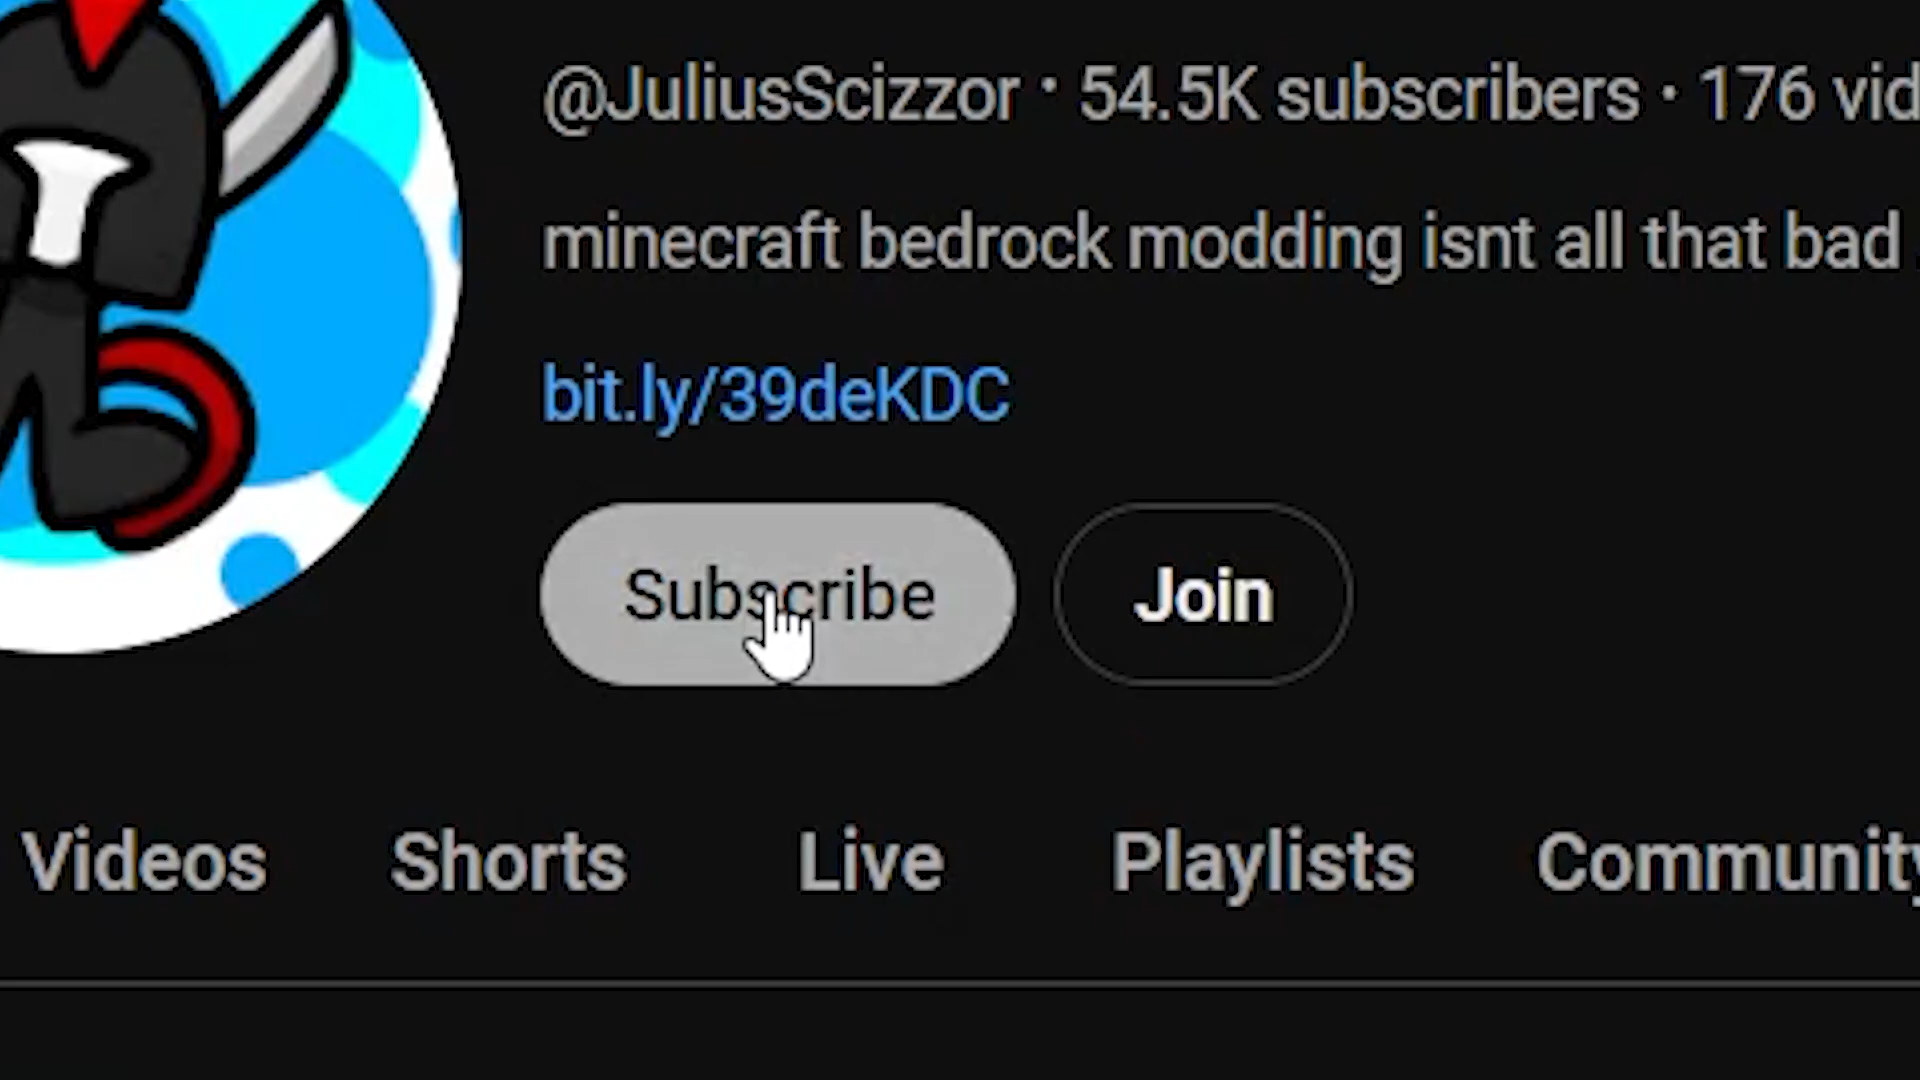 @JuliusScizzor · 54.5K subscribers · 176 vid
minecraft bedrock modding isnt all that bad
bit.ly/39deKDC
Subscribe Join
Videos Shorts Live Playlists Community